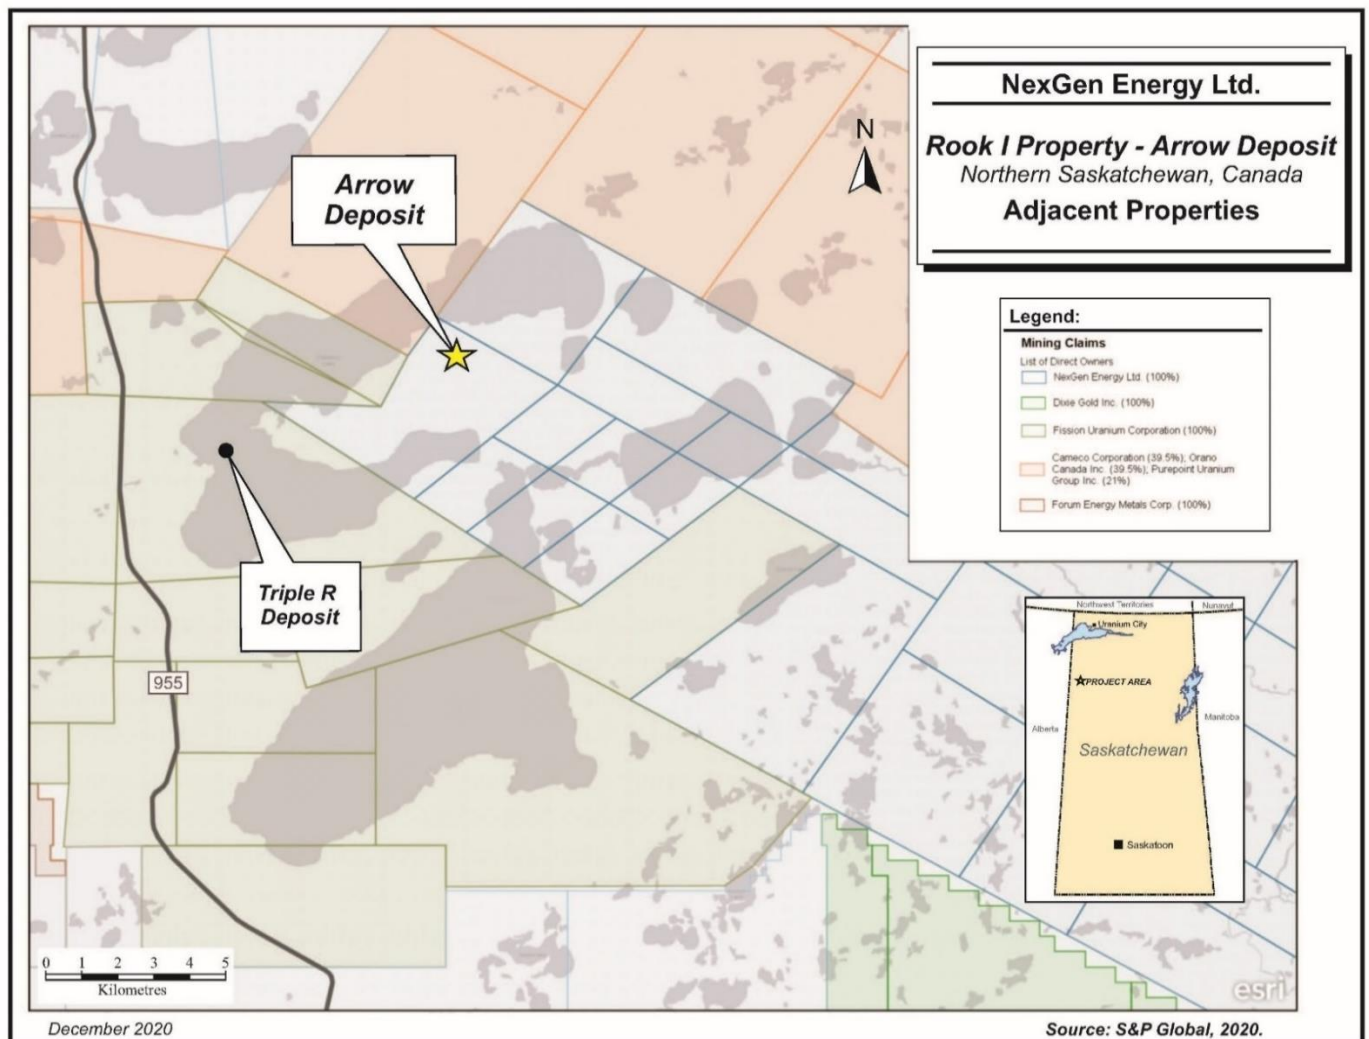 NexGen Energy Ltd.
Rook I Property - Arrow Deposit
Northern Saskatchewan, Canada
Adjacent Properties
N
Arrow
Deposit
Triple R
Deposit
955
Legend:
Mining Claims
List of Direct Owners
NexGen Energy Ltd. (100%)
Dixie Gold Inc. (100%)
Fission Uranium Corporation (100%)
Cameco Corporation (39.5%); Orano
Canada Inc. (39.5%); Purepoint Uranium
Group Inc. (21%)
Forum Energy Metals Corp. (100%)
Northwest Territories
Nunavut
Uranium City
PROJECT AREA
Alberta
Manitoba
Saskatchewan
Saskatoon
0 1 2 3 4 5
Kilometres
esri
December 2020
Source: S&P Global, 2020.